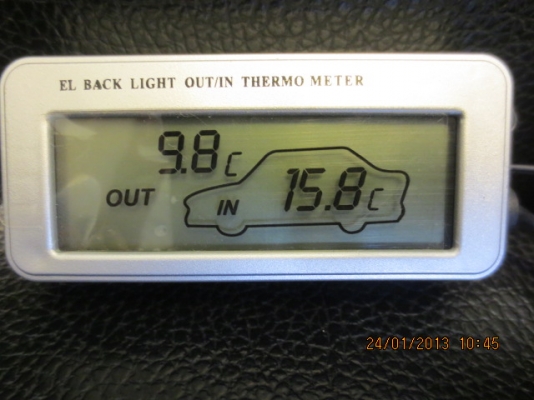 EL BACK LIGHT OUT/IN THERMO METER
9.8 C
OUT
IN 15.8 C
24/01/2013 10:45